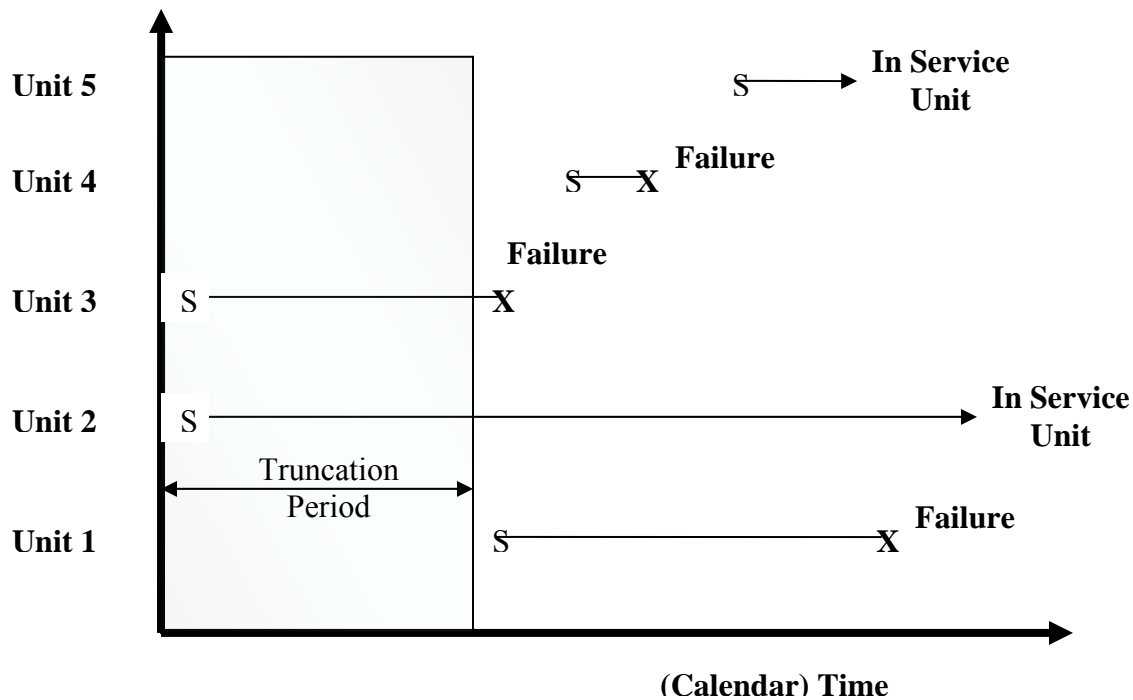 Unit 5
S
In Service
Unit
Unit 4
S
X
Failure
Failure
Unit 3
S
X
Unit 2
S
In Service
Unit
Truncation
Period
Unit 1
S
X
Failure
(Calendar) Time